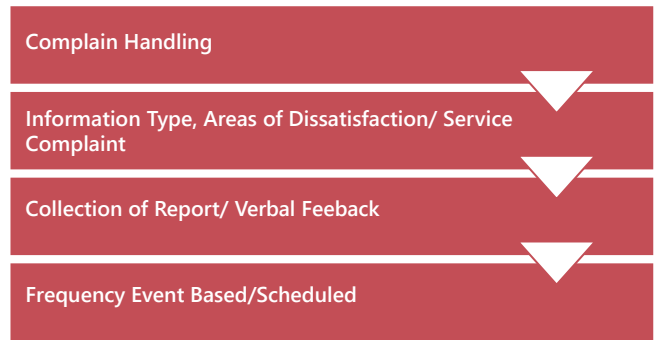 Complain Handling
Information Type, Areas of Dissatisfaction/ Service
Complaint
Collection of Report/ Verbal Feeback
Frequency Event Based/Scheduled